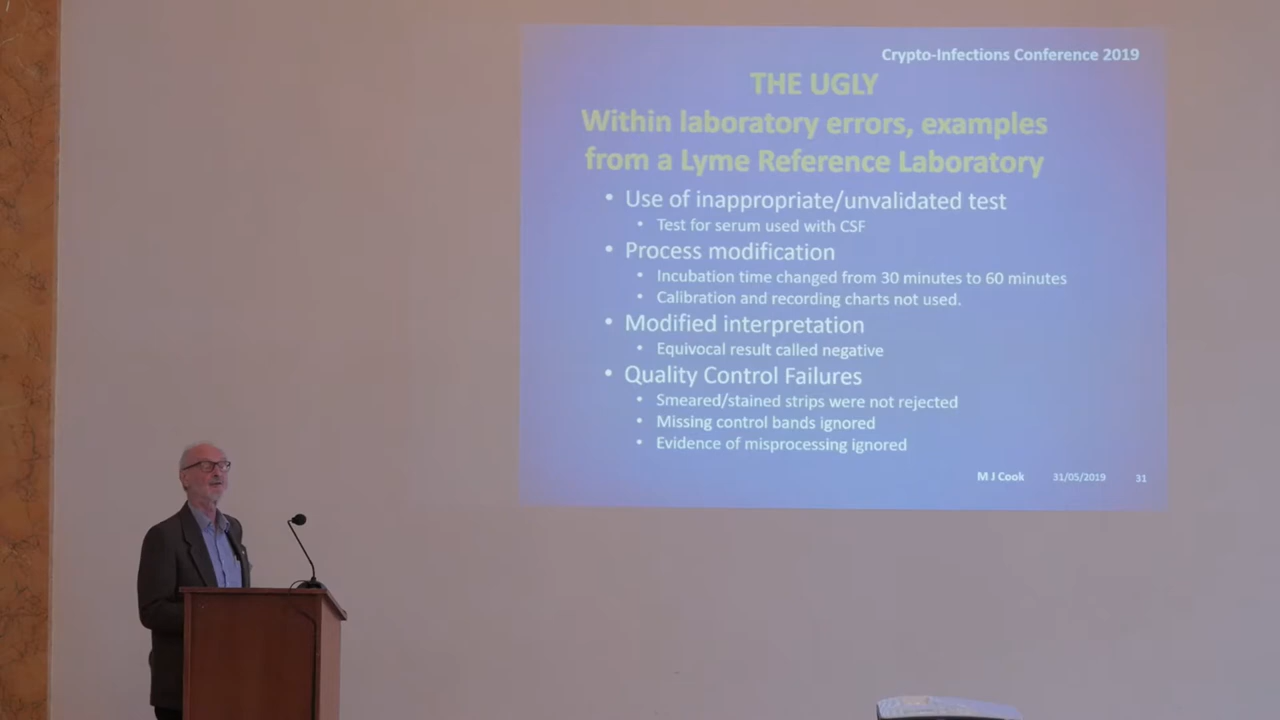 Crypto-Infections Conference 2019
THE UGLY
Within laboratory errors, examples
from a Lyme Reference Laboratory
• Use of inappropriate/unvalidated test
• Test for serum used with CSF
• Process modification
• Incubation time changed from 30 minutes to 60 minutes
• Calibration and recording charts not used.
• Modified interpretation
• Equivocal result called negative
• Quality Control Failures
• Smeared/stained strips were not rejected
• Missing control bands ignored
• Evidence of misprocessing ignored
M J Cook 31/05/2019 31